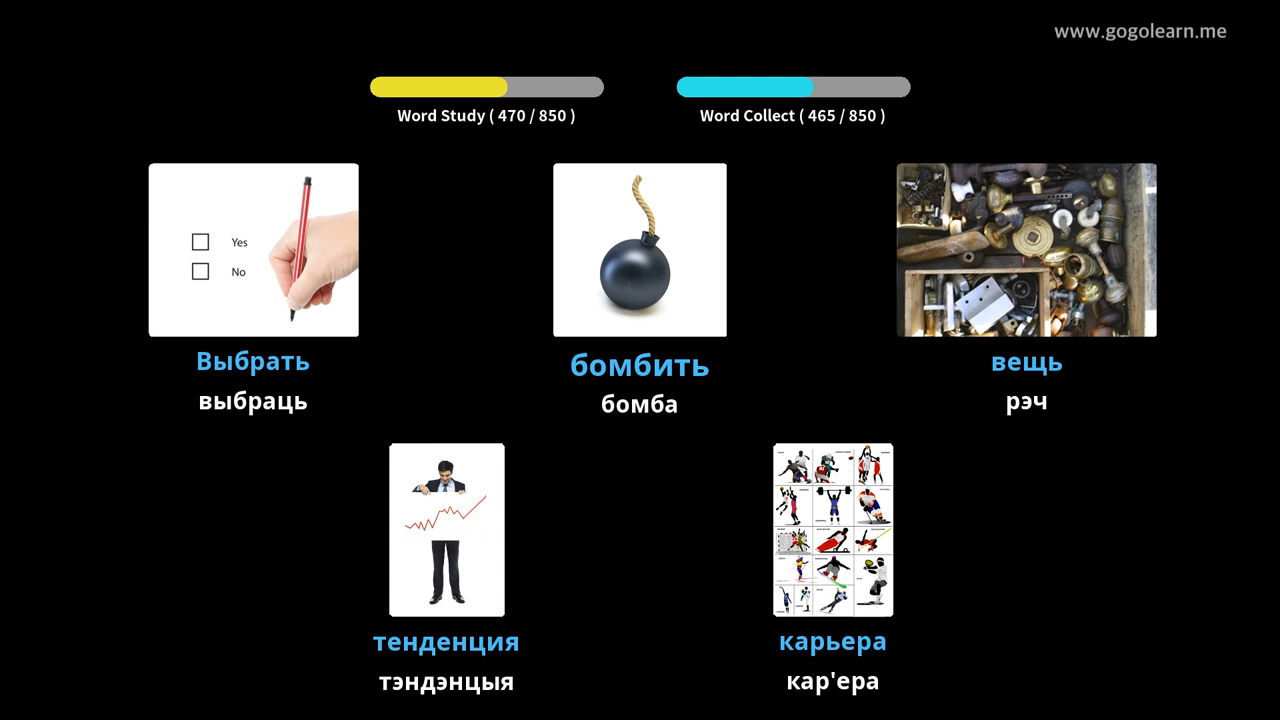 www.gogolearn.me
Word Study ( 470 / 850 )
Word Collect ( 465 / 850 )
Yes
No
Выбрать
выбраць
бомбить
бомба
вещь
рэч
тенденция
тэндэнцыя
карьера
кар'ера